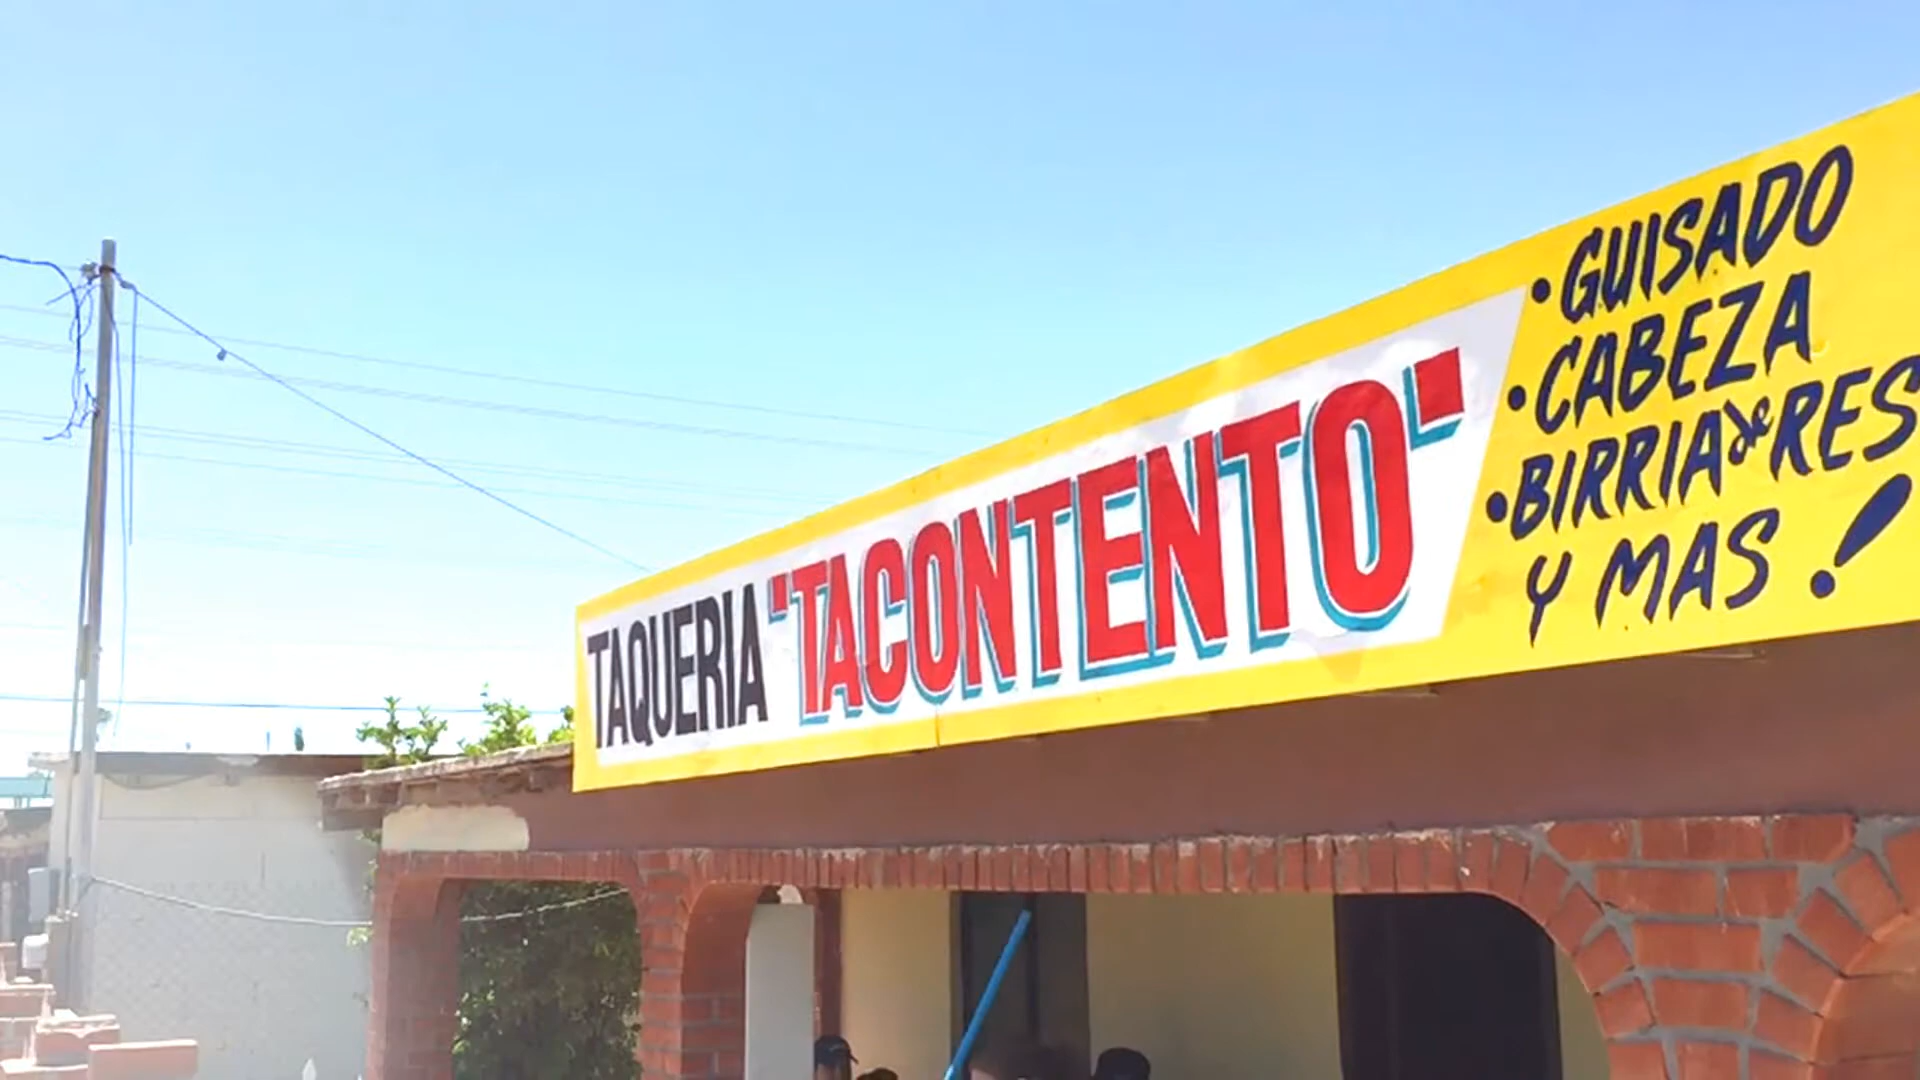 TAQUERIA "TACONTENTO"
• GUISADO
• CABEZA
• BIRRIA de RES
Y MAS !